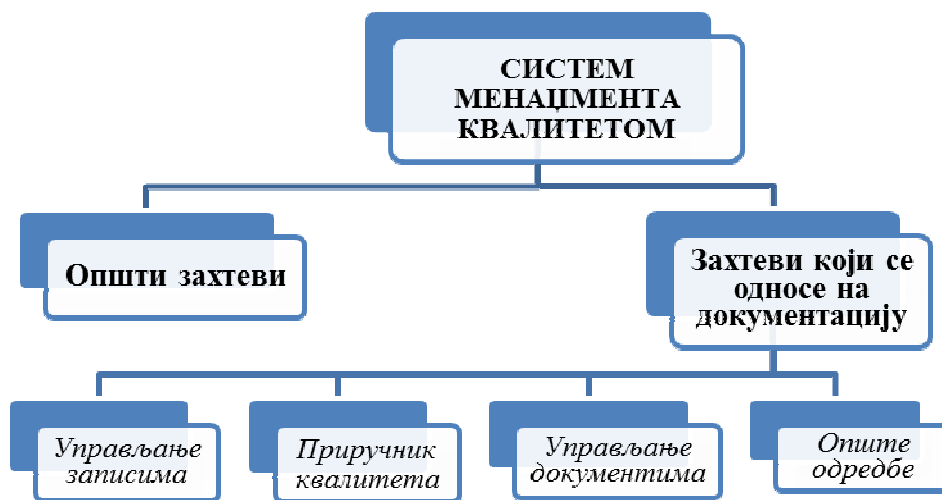 СИСТЕМ
МЕНАЏМЕНТА
КВАЛИТЕТОМ
Општи захтеви
Захтеви који се
односе на
документацију
Управљање
записима
Приручник
квалитета
Управљање
документима
Опште
одредбе